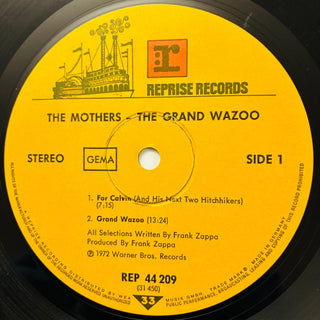 REPRISE RECORDS
THE MOTHERS - THE GRAND WAZOO
STEREO
GEMA
SIDE 1
1. For Calvin (And His Next Two Hitchhikers)
(7:15)
2. Grand Wazoo (13:24)
All Selections Written By Frank Zappa
Produced By Frank Zappa
℗ 1972 Warner Bros. Records
REP 44 209
(31 450)
33